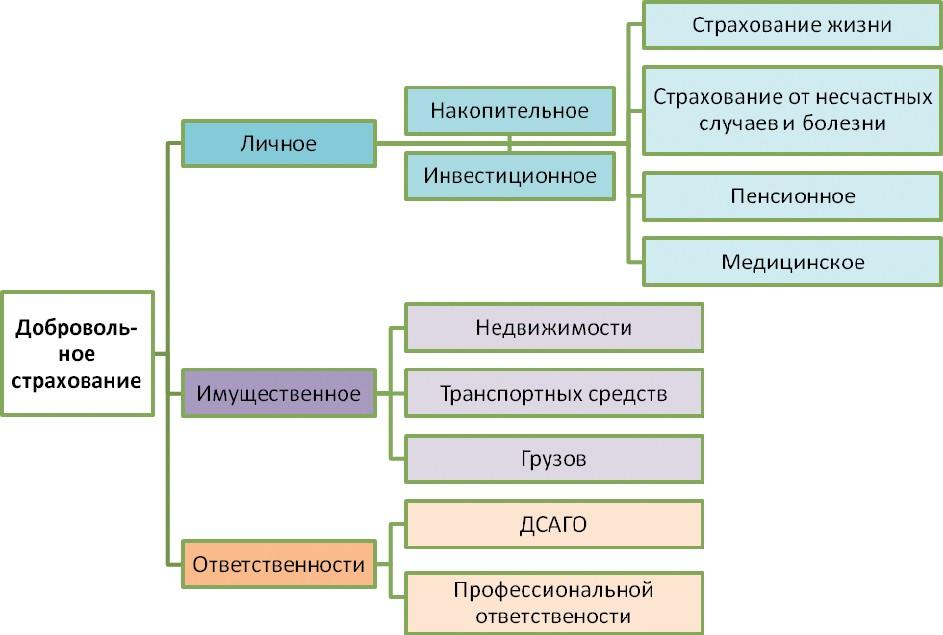 Доброволь-
ное
страхование
Личное
Накопительное
Инвестиционное
Страхование жизни
Страхование от несчастных
случаев и болезни
Пенсионное
Медицинское
Имущественное
Недвижимости
Транспортных средств
Грузов
Ответственности
ДСАГО
Профессиональной
ответствености